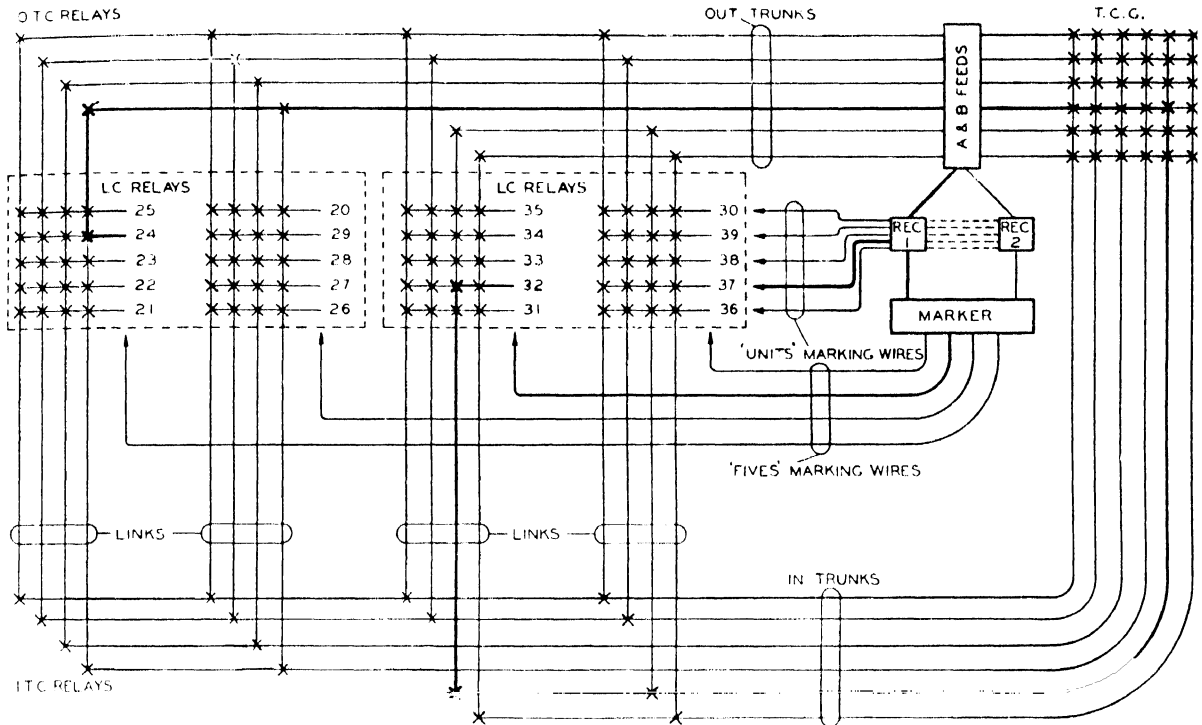 OTC RELAYS
OUT TRUNKS
T.C.G.
A & B FEEDS
LC RELAYS
LC RELAYS
25
20
35
30
24
29
34
39
23
28
33
38
22
27
32
37
21
26
31
36
REC 1
REC 2
MARKER
'UNITS' MARKING WIRES
'FIVES' MARKING WIRES
LINKS
LINKS
IN TRUNKS
ITC RELAYS